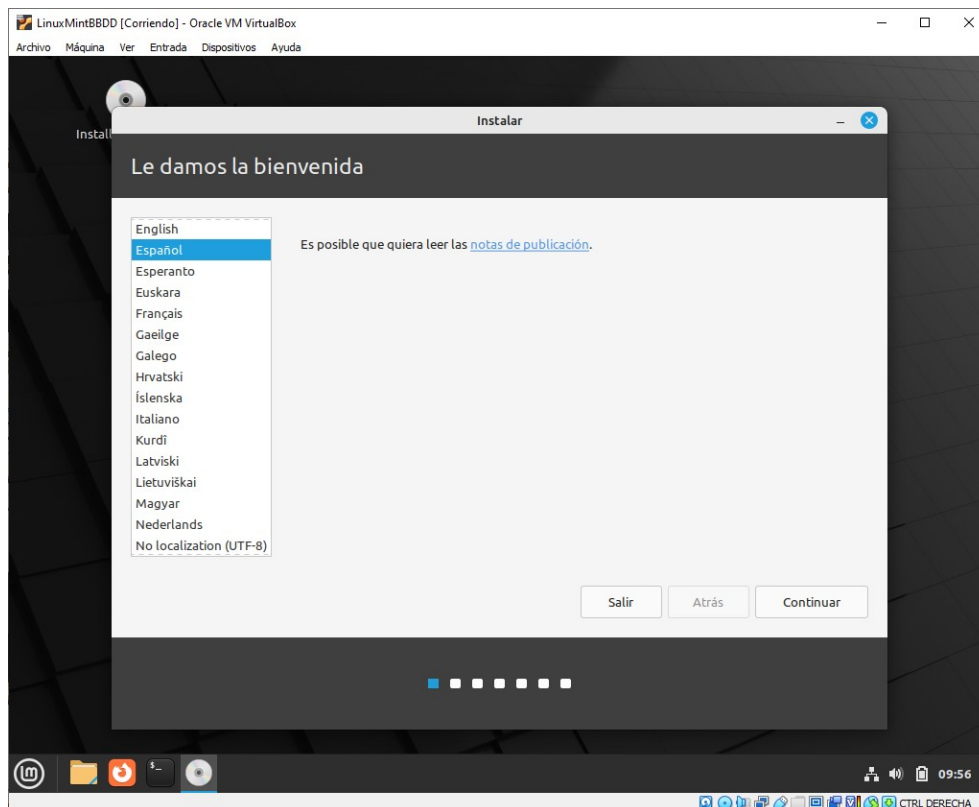 LinuxMintBBDD [Corriendo] - Oracle VM VirtualBox
Archivo Máquina Ver Entrada Dispositivos Ayuda
Install
Instalar
Le damos la bienvenida
English
Español
Esperanto
Euskara
Français
Gaeilge
Galego
Hrvatski
Íslenska
Italiano
Kurdî
Latviski
Lietuviškai
Magyar
Nederlands
No localization (UTF-8)
Es posible que quiera leer las notas de publicación.
Salir Atrás Continuar
$_
09:56
CTRL DERECHA